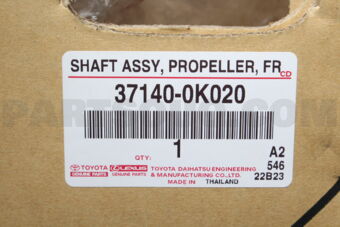 SHAFT ASSY, PROPELLER, FR
CD
37140-0K020
QTY: 1 A2
546
22B23
TOYOTA GENUINE PARTS
LEXUS GENUINE PARTS
TOYOTA DAIHATSU ENGINEERING
& MANUFACTURING CO.,LTD.
MADE IN THAILAND